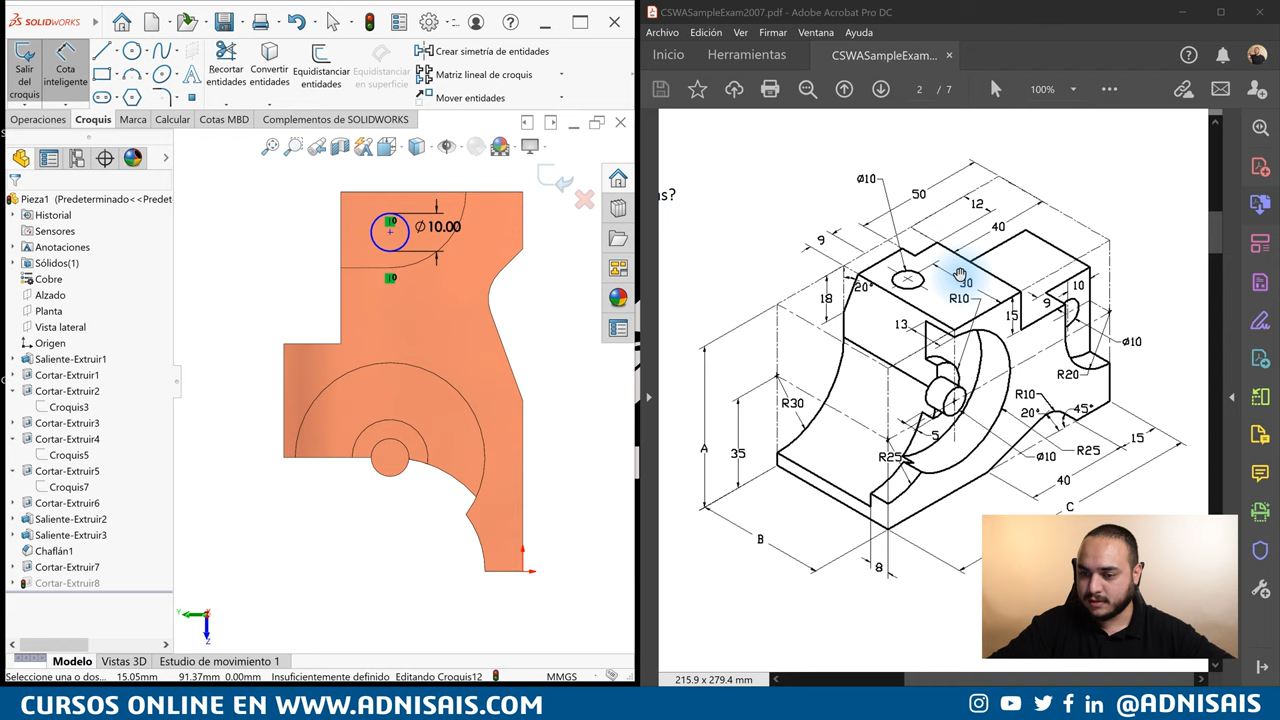 SOLIDWORKS
CSWASampleExam2007.pdf - Adobe Acrobat Pro DC
Archivo Edición Ver Firmar Ventana Ayuda
Inicio Herramientas CSWASampleExam... ×
2 / 7 100%
Salir del croquis
Cota inteligente
Recortar entidades
Convertir entidades
Equidistanciar entidades
Equidistanciar en superficie
Crear simetría de entidades
Matriz lineal de croquis
Mover entidades
Operaciones Croquis Marca Calcular Cotas MBD Complementos de SOLIDWORKS
Pieza1 (Predeterminado<<Predet
Historial
Sensores
Anotaciones
Sólidos(1)
Cobre
Alzado
Planta
Vista lateral
Origen
Saliente-Extruir1
Cortar-Extruir1
Cortar-Extruir2
Croquis3
Cortar-Extruir3
Cortar-Extruir4
Croquis5
Cortar-Extruir5
Croquis7
Cortar-Extruir6
Saliente-Extruir2
Saliente-Extruir3
Chaflán1
Cortar-Extruir7
Cortar-Extruir8
Ø10.00
Y X Z
as?
Ø10
50
12
40
9
20°
30
R10
10
9
18
15
13
Ø10
R20
R30
R10
45°
20°
A
35
5
R25
15
Ø10
R25
40
C
B
8
Modelo Vistas 3D Estudio de movimiento 1
Seleccione una o dos... 15.05mm 91.37mm 0.00mm Insuficientemente definido Editando Croquis12 MMGS
215.9 x 279.4 mm
CURSOS ONLINE EN WWW.ADNISAIS.COM
@ADNISAIS